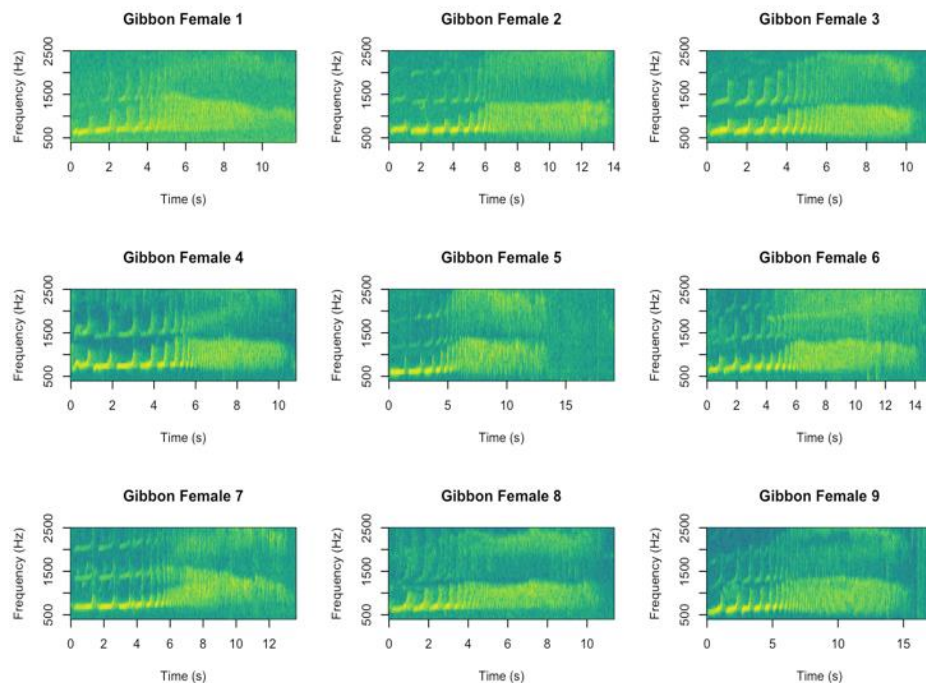 Gibbon Female 1
Gibbon Female 2
Gibbon Female 3
Frequency (Hz)
500 1500 2500
Frequency (Hz)
500 1500 2500
Frequency (Hz)
500 1500 2500
0 2 4 6 8 10
0 2 4 6 8 10 12 14
0 2 4 6 8 10
Time (s)
Time (s)
Time (s)
Gibbon Female 4
Gibbon Female 5
Gibbon Female 6
Frequency (Hz)
500 1500 2500
Frequency (Hz)
500 1500 2500
Frequency (Hz)
500 1500 2500
0 2 4 6 8 10
0 5 10 15
0 2 4 6 8 10 12 14
Time (s)
Time (s)
Time (s)
Gibbon Female 7
Gibbon Female 8
Gibbon Female 9
Frequency (Hz)
500 1500 2500
Frequency (Hz)
500 1500 2500
Frequency (Hz)
500 1500 2500
0 2 4 6 8 10 12
0 2 4 6 8 10
0 5 10 15
Time (s)
Time (s)
Time (s)